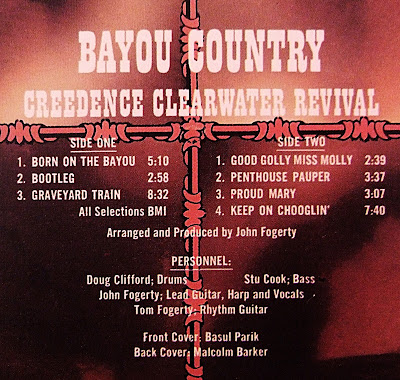 BAYOU COUNTRY
CREEDENCE CLEARWATER REVIVAL
SIDE ONE
1. BORN ON THE BAYOU 5:10
2. BOOTLEG 2:58
3. GRAVEYARD TRAIN 8:32
All Selections BMI
SIDE TWO
1. GOOD GOLLY MISS MOLLY 2:39
2. PENTHOUSE PAUPER 3:37
3. PROUD MARY 3:07
4. KEEP ON CHOOGLIN' 7:40
Arranged and Produced by John Fogerty
PERSONNEL:
Doug Clifford; Drums Stu Cook; Bass
John Fogerty; Lead Guitar, Harp and Vocals
Tom Fogerty; Rhythm Guitar
Front Cover: Basul Parik
Back Cover: Malcolm Barker